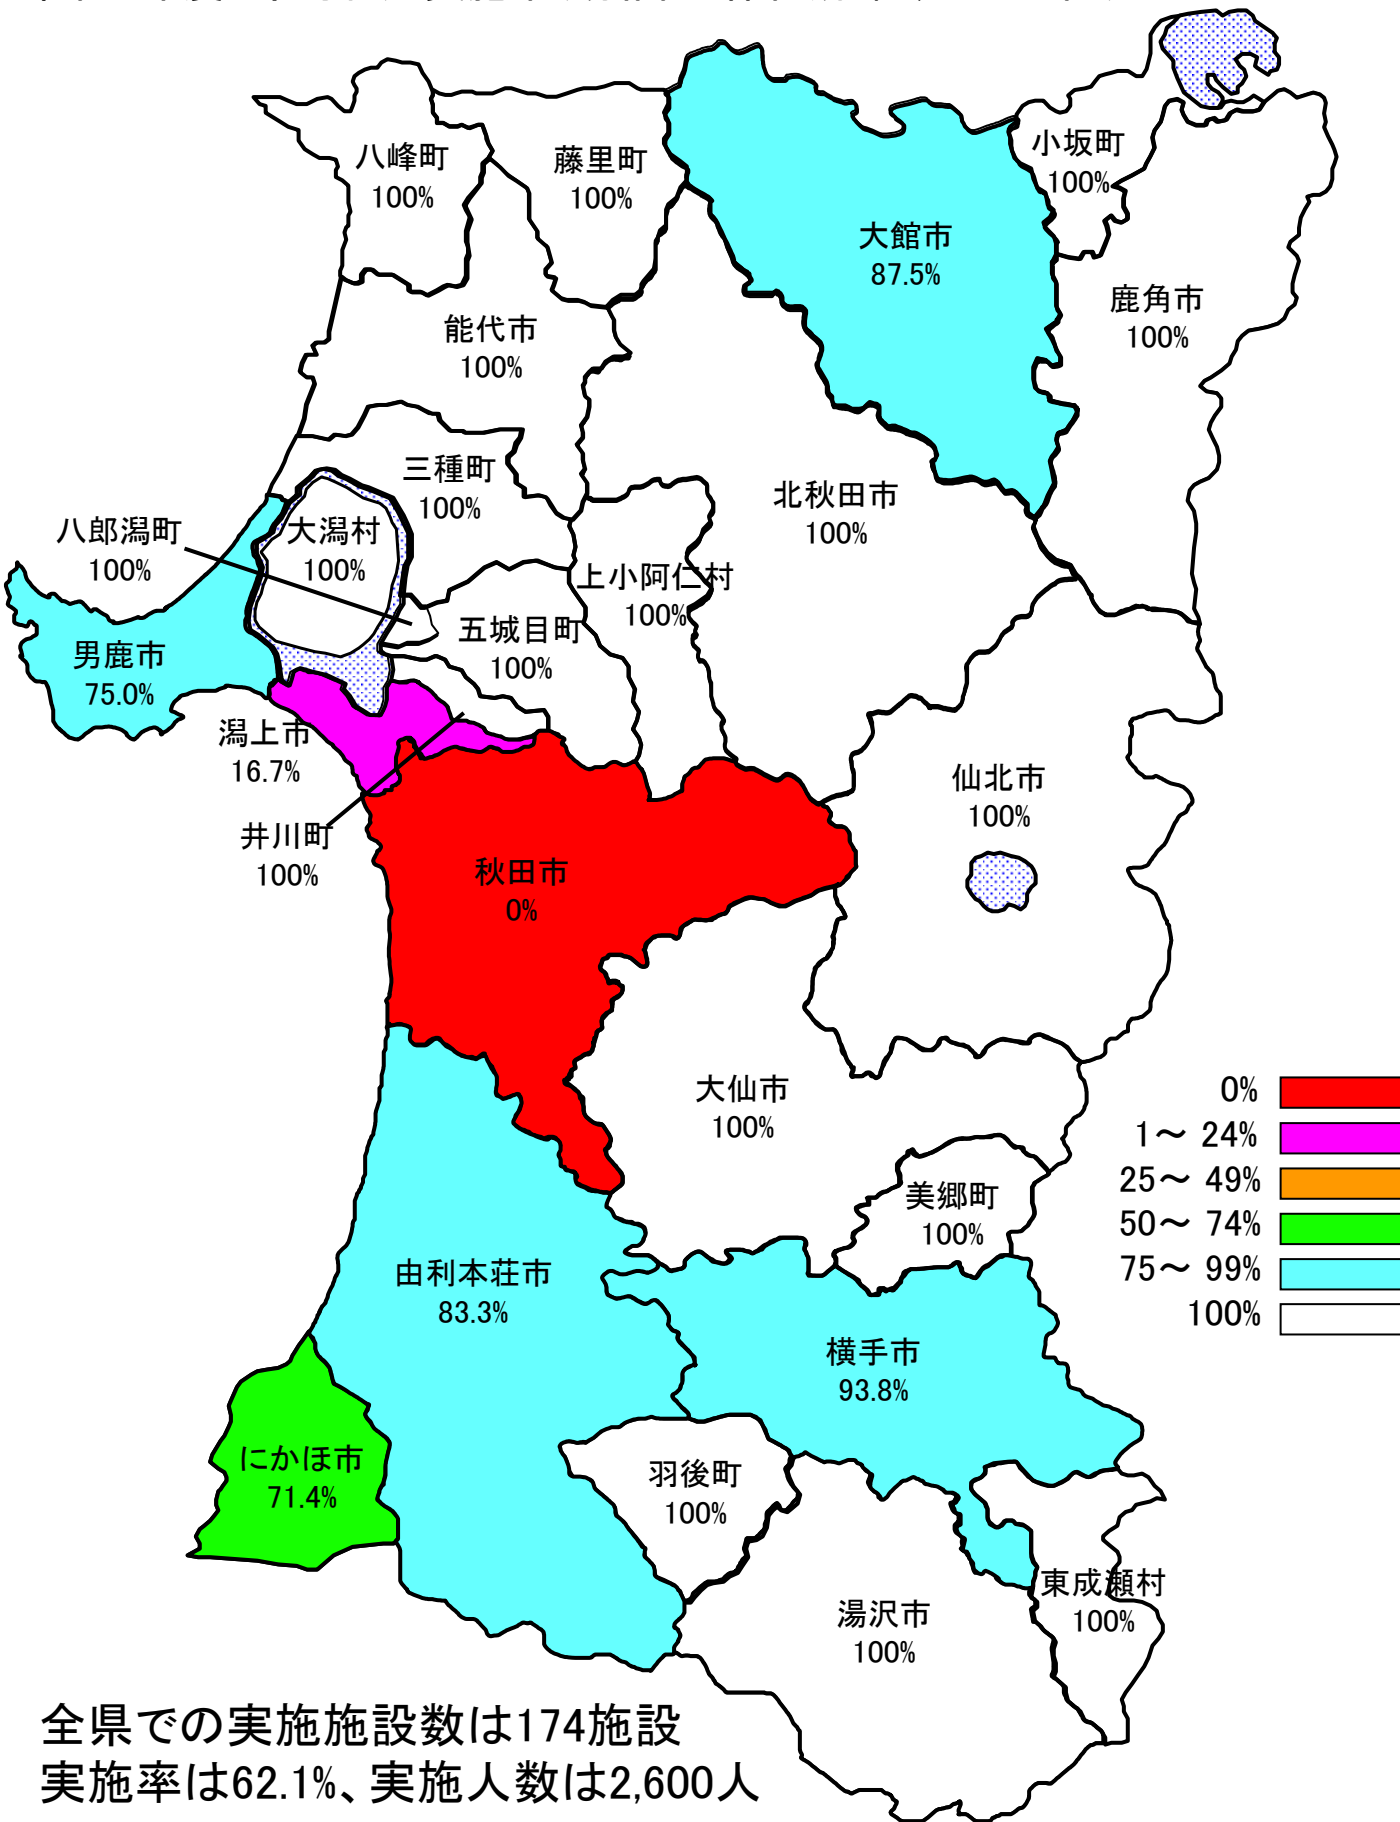 八峰町
100%
藤里町
100%
小坂町
100%
大館市
87.5%
鹿角市
100%
能代市
100%
三種町
100%
北秋田市
100%
八郎潟町
100%
大潟村
100%
上小阿仁村
100%
五城目町
100%
男鹿市
75.0%
潟上市
16.7%
仙北市
100%
井川町
100%
秋田市
0%
大仙市
100%
美郷町
100%
0%
1～ 24%
25～ 49%
50～ 74%
75～ 99%
100%
由利本荘市
83.3%
横手市
93.8%
にかほ市
71.4%
羽後町
100%
東成瀬村
100%
湯沢市
100%
全県での実施施設数は174施設
実施率は62.1%、実施人数は2,600人